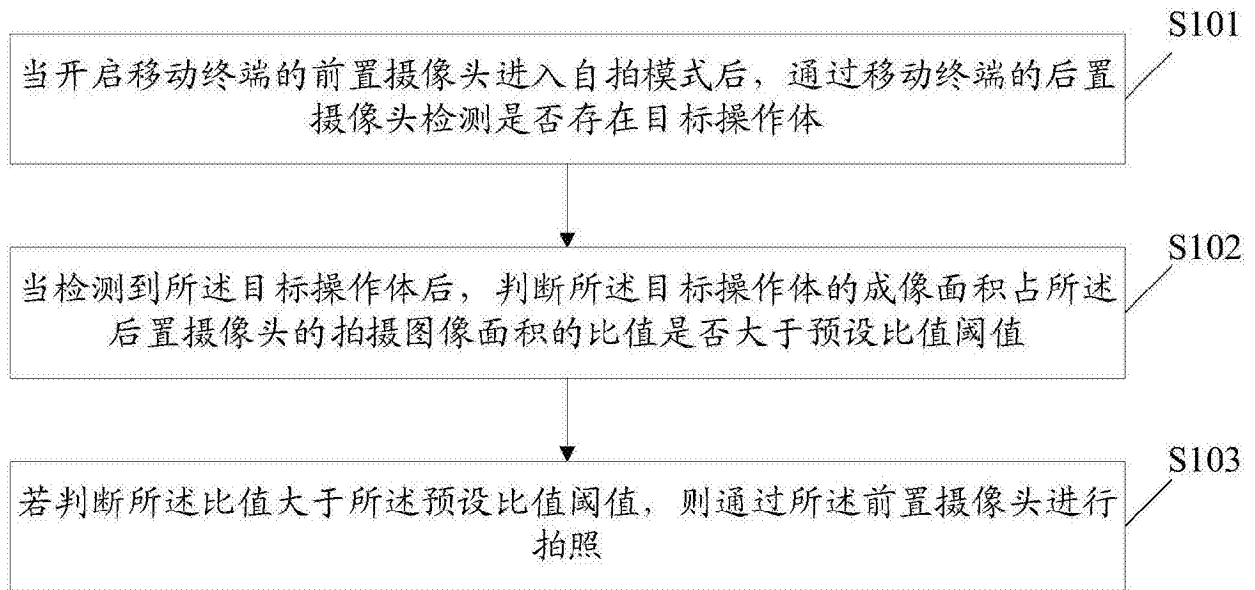 S101
当开启移动终端的前置摄像头进入自拍模式后，通过移动终端的后置
摄像头检测是否存在目标操作体
S102
当检测到所述目标操作体后，判断所述目标操作体的成像面积占所述
后置摄像头的拍摄图像面积的比值是否大于预设比值阈值
S103
若判断所述比值大于所述预设比值阈值，则通过所述前置摄像头进行
拍照